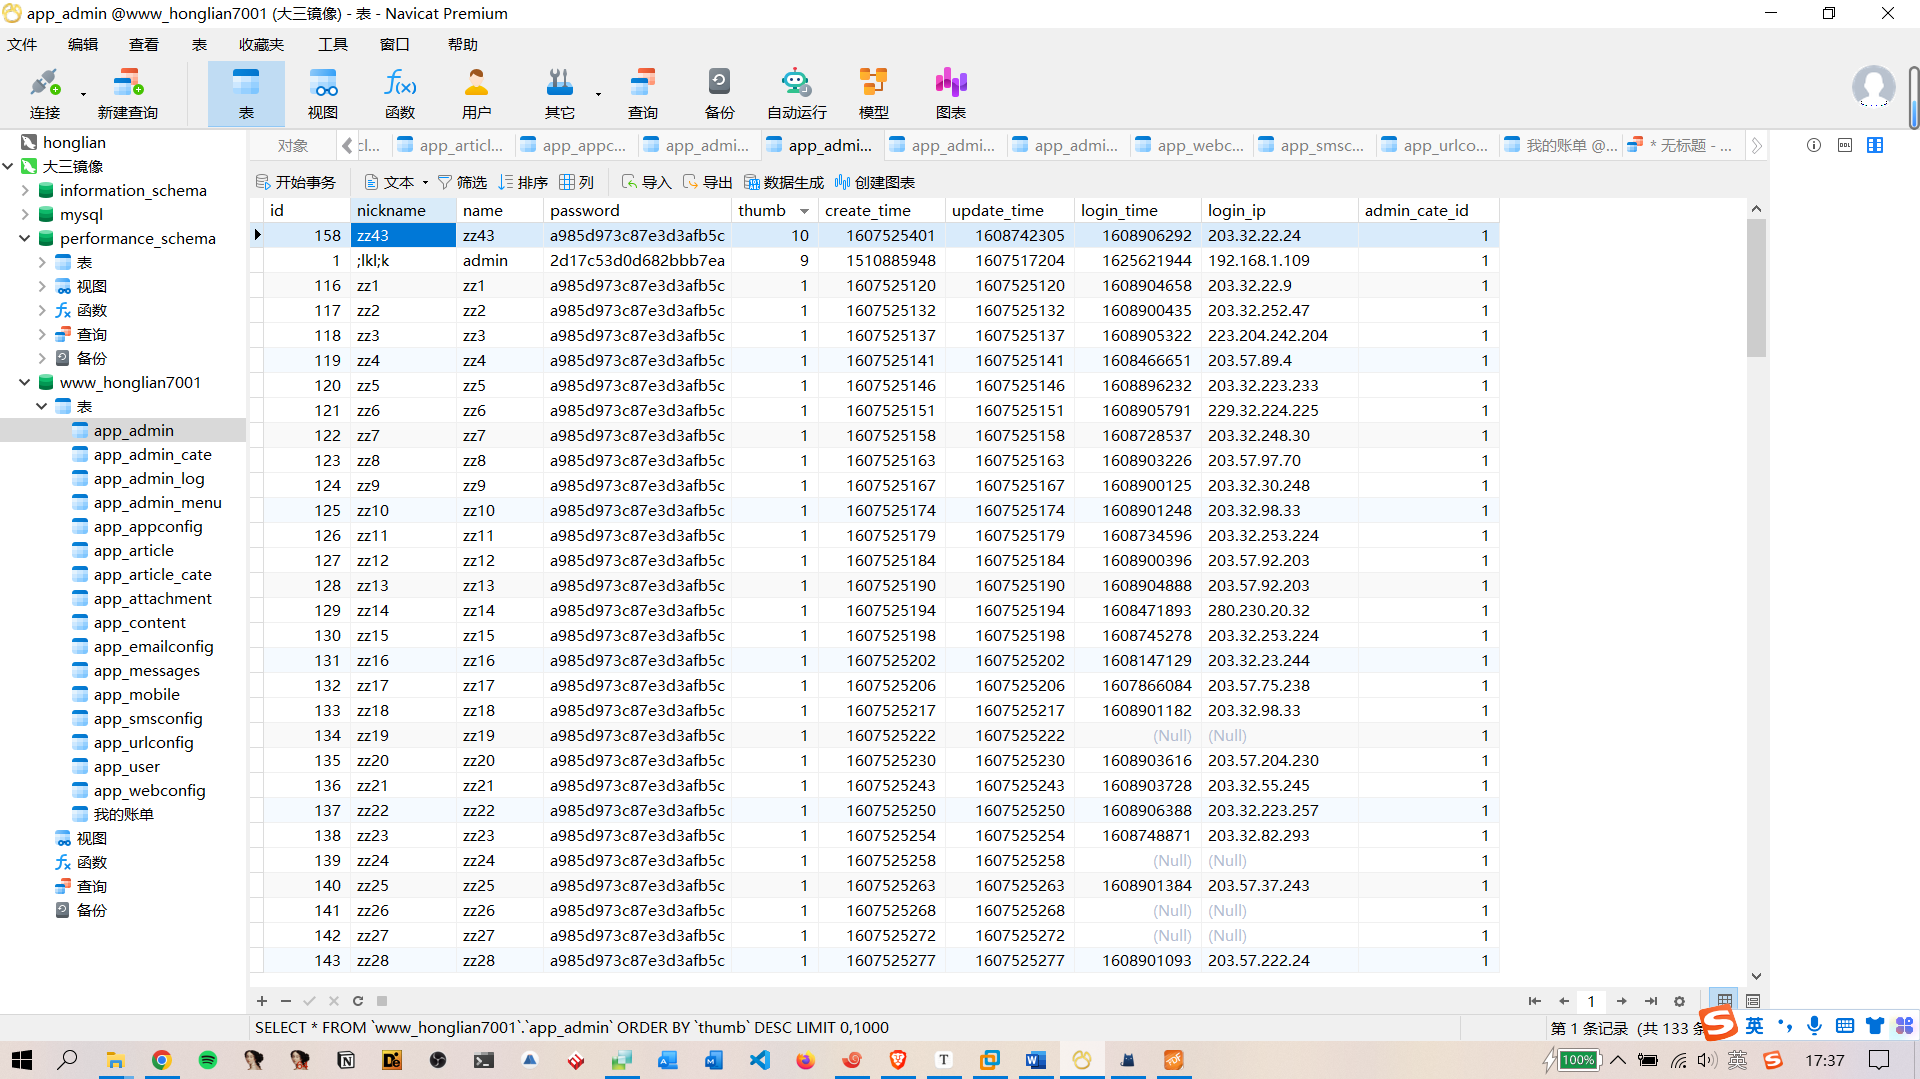 app_admin @www_honglian7001 (大三镜像) - 表 - Navicat Premium
文件 编辑 查看 表 收藏夹 工具 窗口 帮助
连接 新建查询 表 视图 函数 用户 其它 查询 备份 自动运行 模型 图表
honglian
大三镜像
information_schema
mysql
performance_schema
表
视图
函数
查询
备份
www_honglian7001
表
app_admin
app_admin_cate
app_admin_log
app_admin_menu
app_appconfig
app_article
app_article_cate
app_attachment
app_content
app_emailconfig
app_messages
app_mobile
app_smsconfig
app_urlconfig
app_user
app_webconfig
我的账单
视图
函数
查询
备份
对象 cl... app_articl... app_appc... app_admi... app_admi... app_admi... app_admi... app_webc... app_smsc... app_urlco... 我的账单 @... * 无标题 - ...
开始事务 文本 筛选 排序 列 导入 导出 数据生成 创建图表
id nickname name password thumb create_time update_time login_time login_ip admin_cate_id
158 zz43 zz43 a985d973c87e3d3afb5c 10 1607525401 1608742305 1608906292 203.32.22.24 1
1 ;lkl;k admin 2d17c53d0d682bbb7ea 9 1510885948 1607517204 1625621944 192.168.1.109 1
116 zz1 zz1 a985d973c87e3d3afb5c 1 1607525120 1607525120 1608904658 203.32.22.9 1
117 zz2 zz2 a985d973c87e3d3afb5c 1 1607525132 1607525132 1608900435 203.32.252.47 1
118 zz3 zz3 a985d973c87e3d3afb5c 1 1607525137 1607525137 1608905322 223.204.242.204 1
119 zz4 zz4 a985d973c87e3d3afb5c 1 1607525141 1607525141 1608466651 203.57.89.4 1
120 zz5 zz5 a985d973c87e3d3afb5c 1 1607525146 1607525146 1608896232 203.32.223.233 1
121 zz6 zz6 a985d973c87e3d3afb5c 1 1607525151 1607525151 1608905791 229.32.224.225 1
122 zz7 zz7 a985d973c87e3d3afb5c 1 1607525158 1607525158 1608728537 203.32.248.30 1
123 zz8 zz8 a985d973c87e3d3afb5c 1 1607525163 1607525163 1608903226 203.57.97.70 1
124 zz9 zz9 a985d973c87e3d3afb5c 1 1607525167 1607525167 1608900125 203.32.30.248 1
125 zz10 zz10 a985d973c87e3d3afb5c 1 1607525174 1607525174 1608901248 203.32.98.33 1
126 zz11 zz11 a985d973c87e3d3afb5c 1 1607525179 1607525179 1608734596 203.32.253.224 1
127 zz12 zz12 a985d973c87e3d3afb5c 1 1607525184 1607525184 1608900396 203.57.92.203 1
128 zz13 zz13 a985d973c87e3d3afb5c 1 1607525190 1607525190 1608904888 203.57.92.203 1
129 zz14 zz14 a985d973c87e3d3afb5c 1 1607525194 1607525194 1608471893 280.230.20.32 1
130 zz15 zz15 a985d973c87e3d3afb5c 1 1607525198 1607525198 1608745278 203.32.253.224 1
131 zz16 zz16 a985d973c87e3d3afb5c 1 1607525202 1607525202 1608147129 203.32.23.244 1
132 zz17 zz17 a985d973c87e3d3afb5c 1 1607525206 1607525206 1607866084 203.57.75.238 1
133 zz18 zz18 a985d973c87e3d3afb5c 1 1607525217 1607525217 1608901182 203.32.98.33 1
134 zz19 zz19 a985d973c87e3d3afb5c 1 1607525222 1607525222 (Null) (Null) 1
135 zz20 zz20 a985d973c87e3d3afb5c 1 1607525230 1607525230 1608903616 203.57.204.230 1
136 zz21 zz21 a985d973c87e3d3afb5c 1 1607525243 1607525243 1608903728 203.32.55.245 1
137 zz22 zz22 a985d973c87e3d3afb5c 1 1607525250 1607525250 1608906388 203.32.223.257 1
138 zz23 zz23 a985d973c87e3d3afb5c 1 1607525254 1607525254 1608748871 203.32.82.293 1
139 zz24 zz24 a985d973c87e3d3afb5c 1 1607525258 1607525258 (Null) (Null) 1
140 zz25 zz25 a985d973c87e3d3afb5c 1 1607525263 1607525263 1608901384 203.57.37.243 1
141 zz26 zz26 a985d973c87e3d3afb5c 1 1607525268 1607525268 (Null) (Null) 1
142 zz27 zz27 a985d973c87e3d3afb5c 1 1607525272 1607525272 (Null) (Null) 1
143 zz28 zz28 a985d973c87e3d3afb5c 1 1607525277 1607525277 1608901093 203.57.222.24 1
1
SELECT * FROM `www_honglian7001`.`app_admin` ORDER BY `thumb` DESC LIMIT 0,1000
第 1 条记录 (共 133 条
英
100% 英 17:37